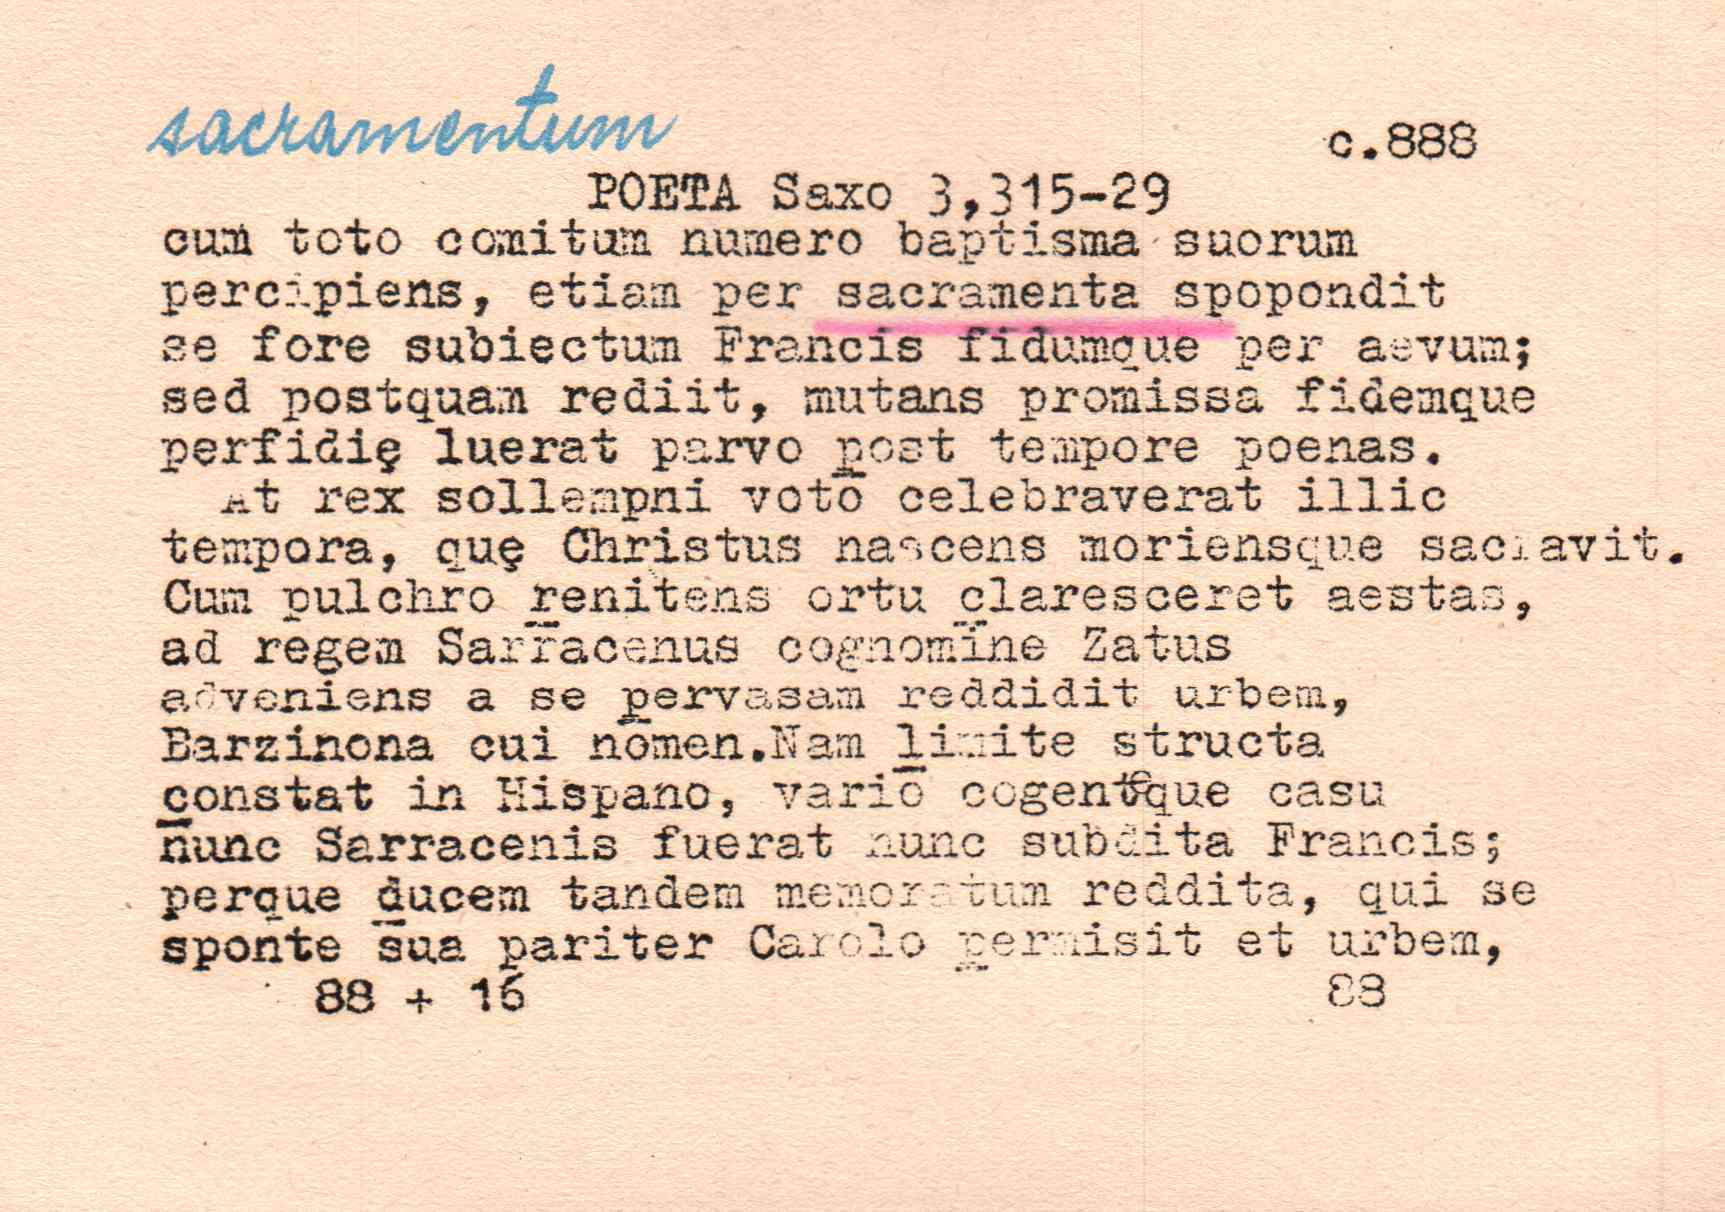 sacramentum
c.888
POETA Saxo 3,315-29
cum toto comitum numero baptisma suorum
percipiens, etiam per sacramenta spopondit
se fore subiectum Francis fidumque per aevum;
sed postquam rediit, mutans promissa fidemque
perfidię luerat parvo post tempore poenas.
At rex sollempni voto celebraverat illic
tempora, quę Christus nascens moriensque sacravit.
Cum pulchro renitens ortu claresceret aestas,
ad regem Sarracenus cognomine Zatus
adveniens a se pervasam reddidit urbem,
Barzinona cui nomen.Nam limite structa
constat in Hispano, vario cogenteque casu
nunc Sarracenis fuerat nunc subdita Francis;
perque ducem tandem memoratum reddita, qui se
sponte sua pariter Carolo permisit et urbem,
88 + 16 88